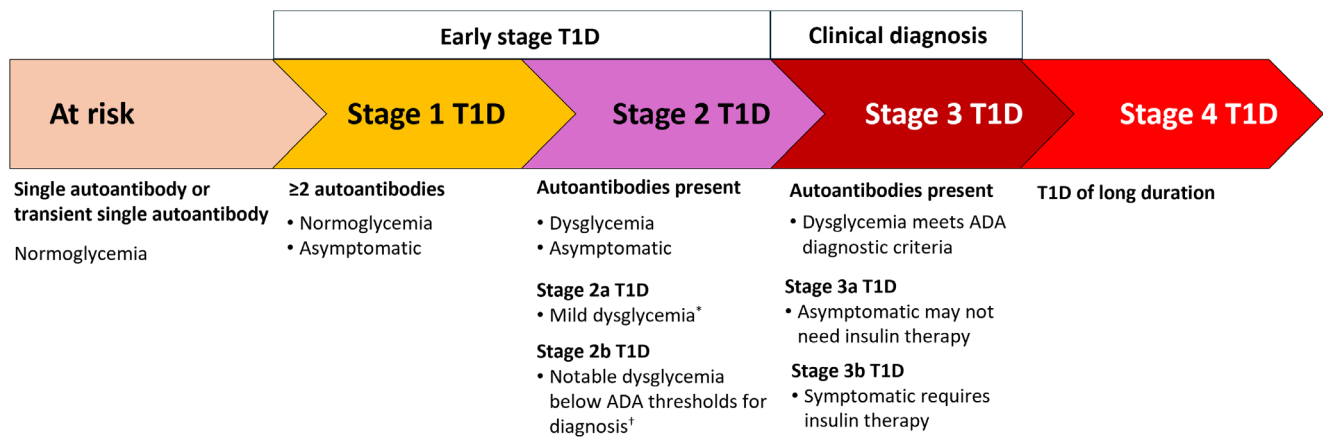 Early stage T1D
Clinical diagnosis
At risk
Stage 1 T1D
Stage 2 T1D
Stage 3 T1D
Stage 4 T1D
Single autoantibody or
transient single autoantibody
Normoglycemia
≥2 autoantibodies
• Normoglycemia
• Asymptomatic
Autoantibodies present
• Dysglycemia
• Asymptomatic
Stage 2a T1D
• Mild dysglycemia*
Stage 2b T1D
• Notable dysglycemia
below ADA thresholds for
diagnosis†
Autoantibodies present
• Dysglycemia meets ADA
diagnostic criteria
Stage 3a T1D
• Asymptomatic may not
need insulin therapy
Stage 3b T1D
• Symptomatic requires
insulin therapy
T1D of long duration